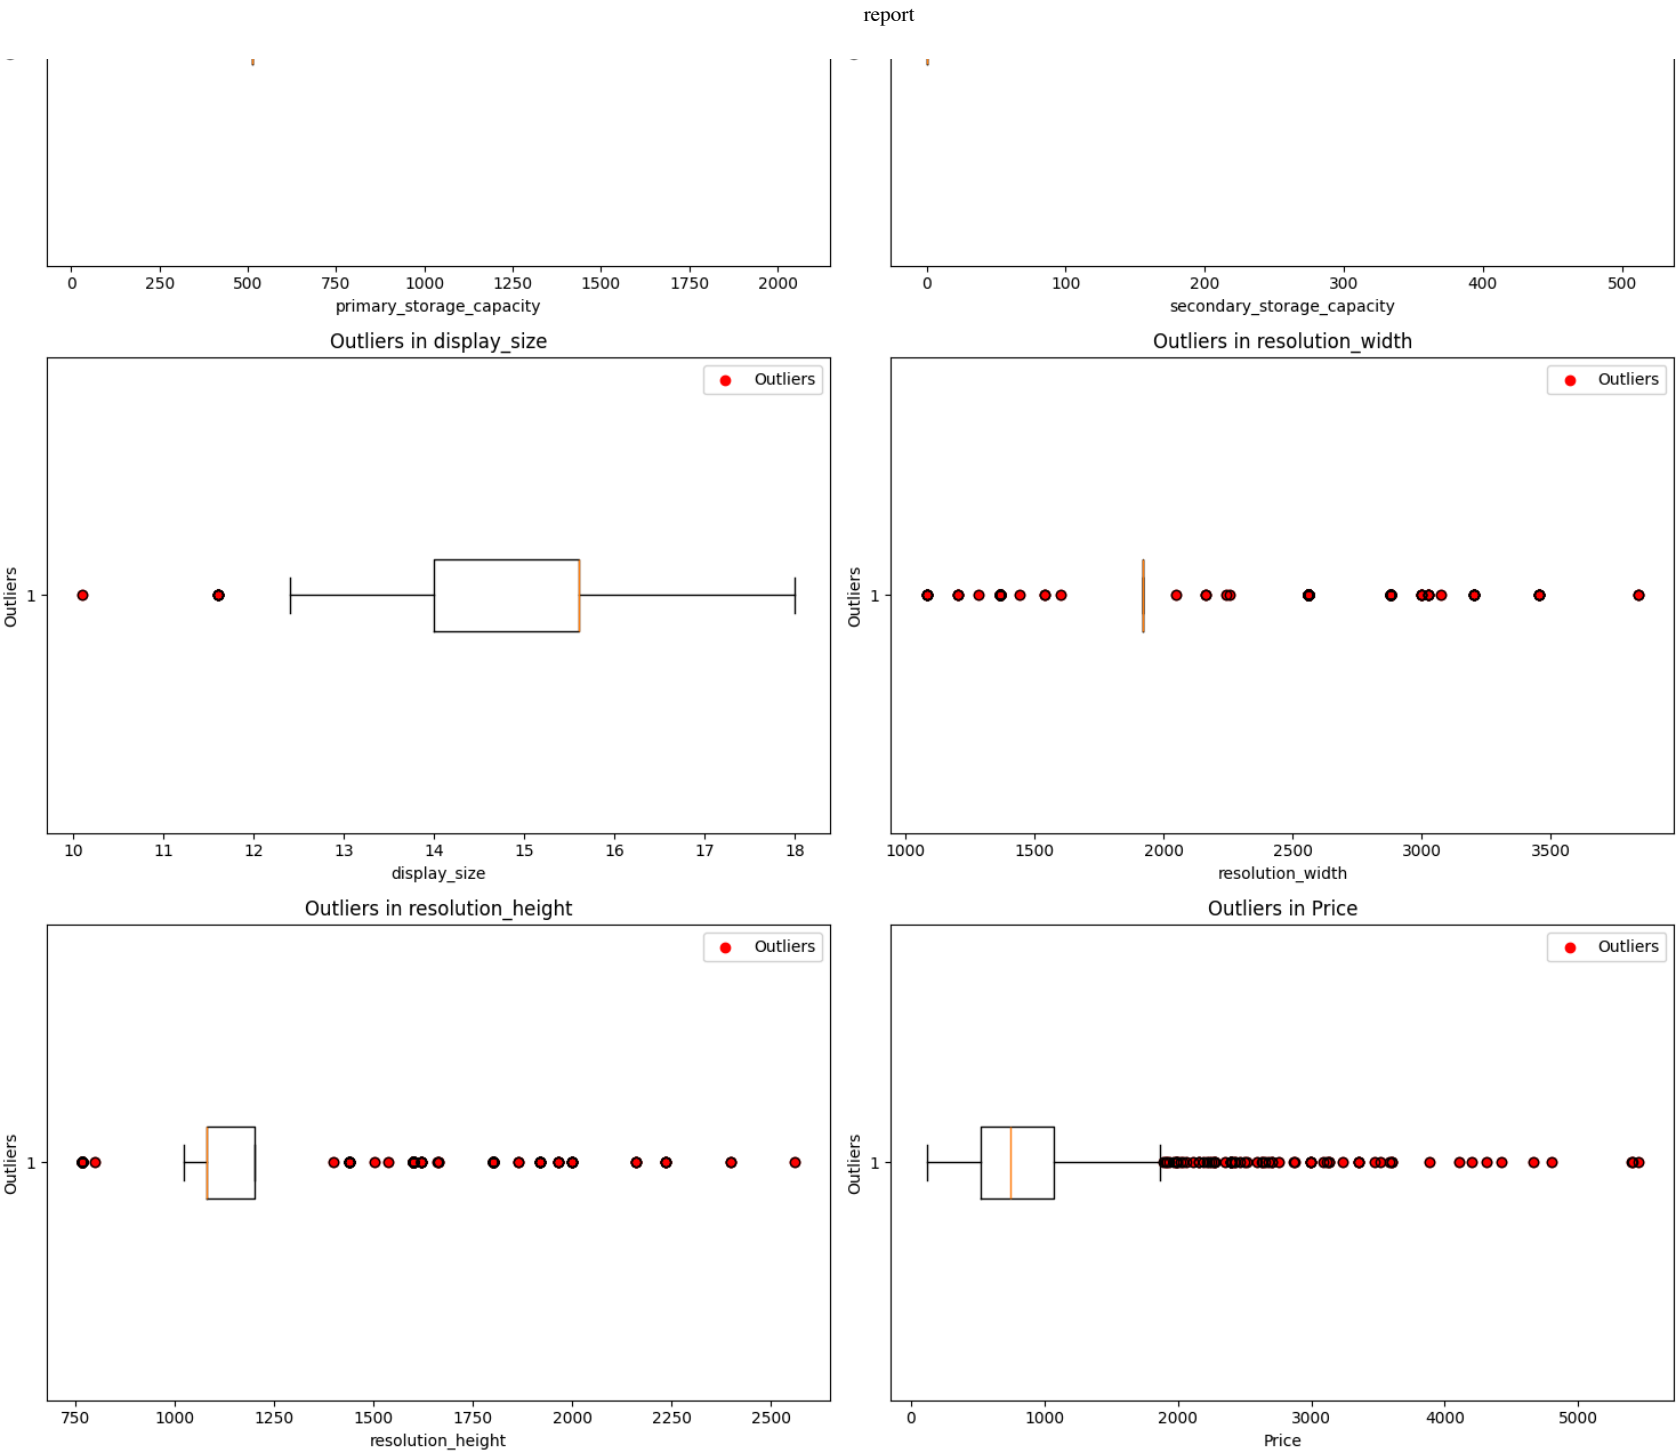 report
0 250 500 750 1000 1250 1500 1750 2000
primary_storage_capacity
0 100 200 300 400 500
secondary_storage_capacity
Outliers in display_size
Outliers
Outliers
1
10 11 12 13 14 15 16 17 18
display_size
Outliers in resolution_width
Outliers
Outliers
1
1000 1500 2000 2500 3000 3500
resolution_width
Outliers in resolution_height
Outliers
Outliers
1
750 1000 1250 1500 1750 2000 2250 2500
resolution_height
Outliers in Price
Outliers
Outliers
1
0 1000 2000 3000 4000 5000
Price